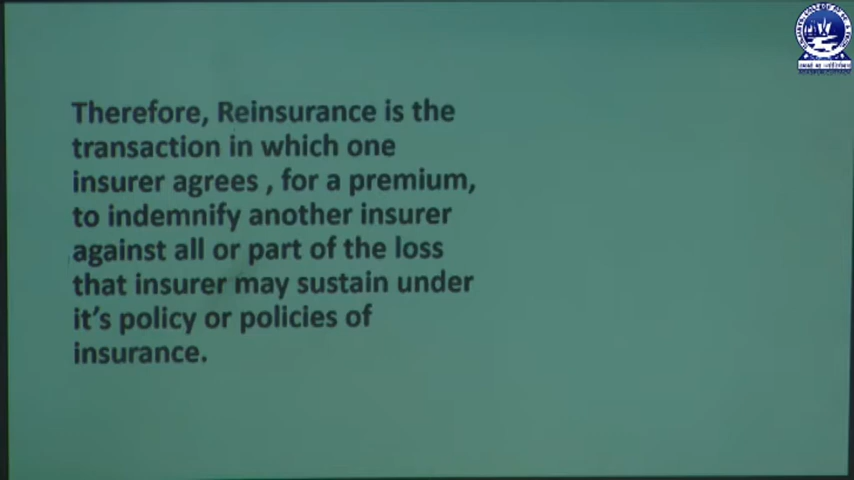 Therefore, Reinsurance is the
transaction in which one
insurer agrees , for a premium,
to indemnify another insurer
against all or part of the loss
that insurer may sustain under
it's policy or policies of
insurance.